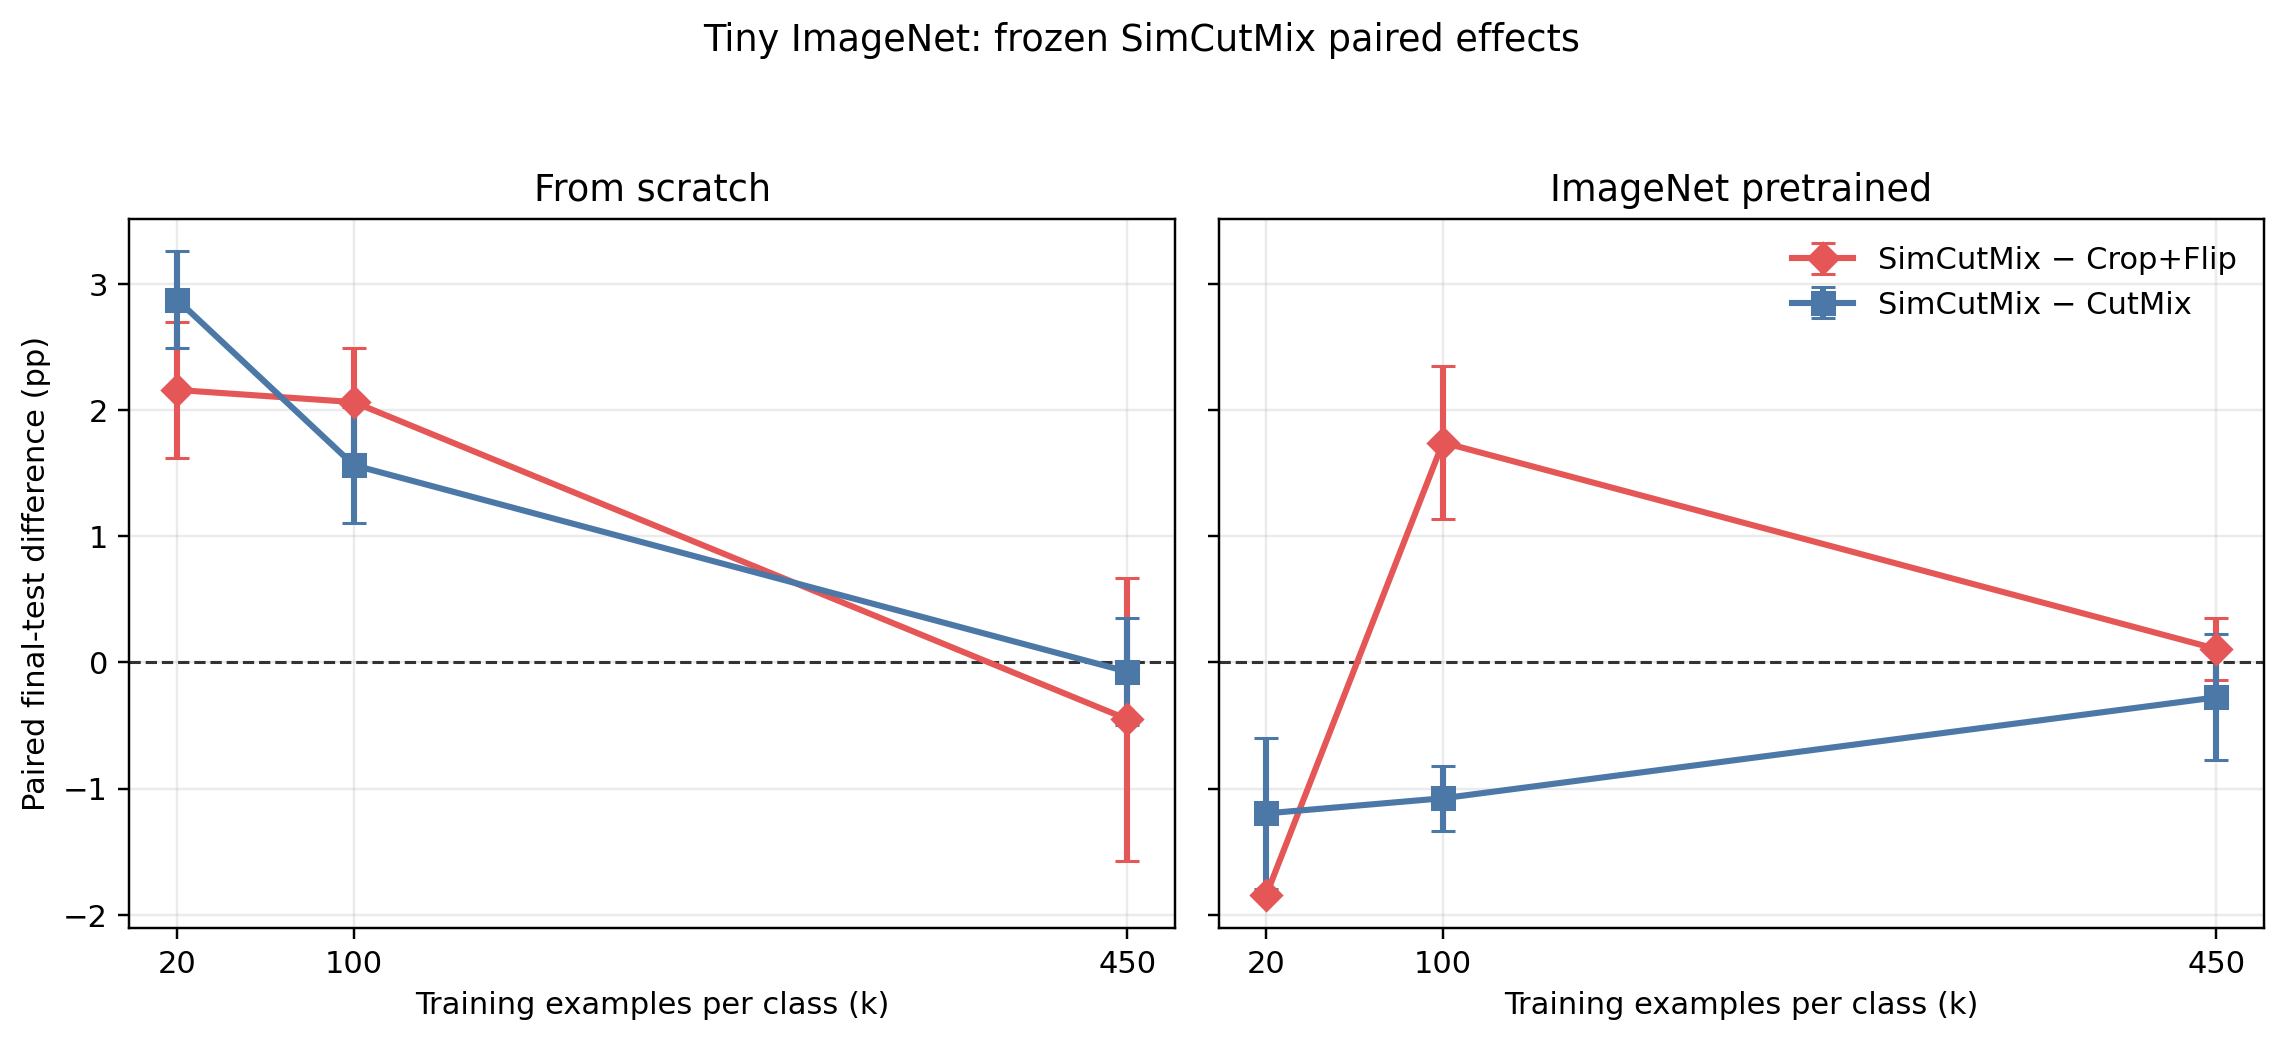 Tiny ImageNet: frozen SimCutMix paired effects
From scratch
ImageNet pretrained
SimCutMix − Crop+Flip
SimCutMix − CutMix
Paired final-test difference (pp)
3
2
1
0
−1
−2
20 100 450
20 100 450
Training examples per class (k)
Training examples per class (k)